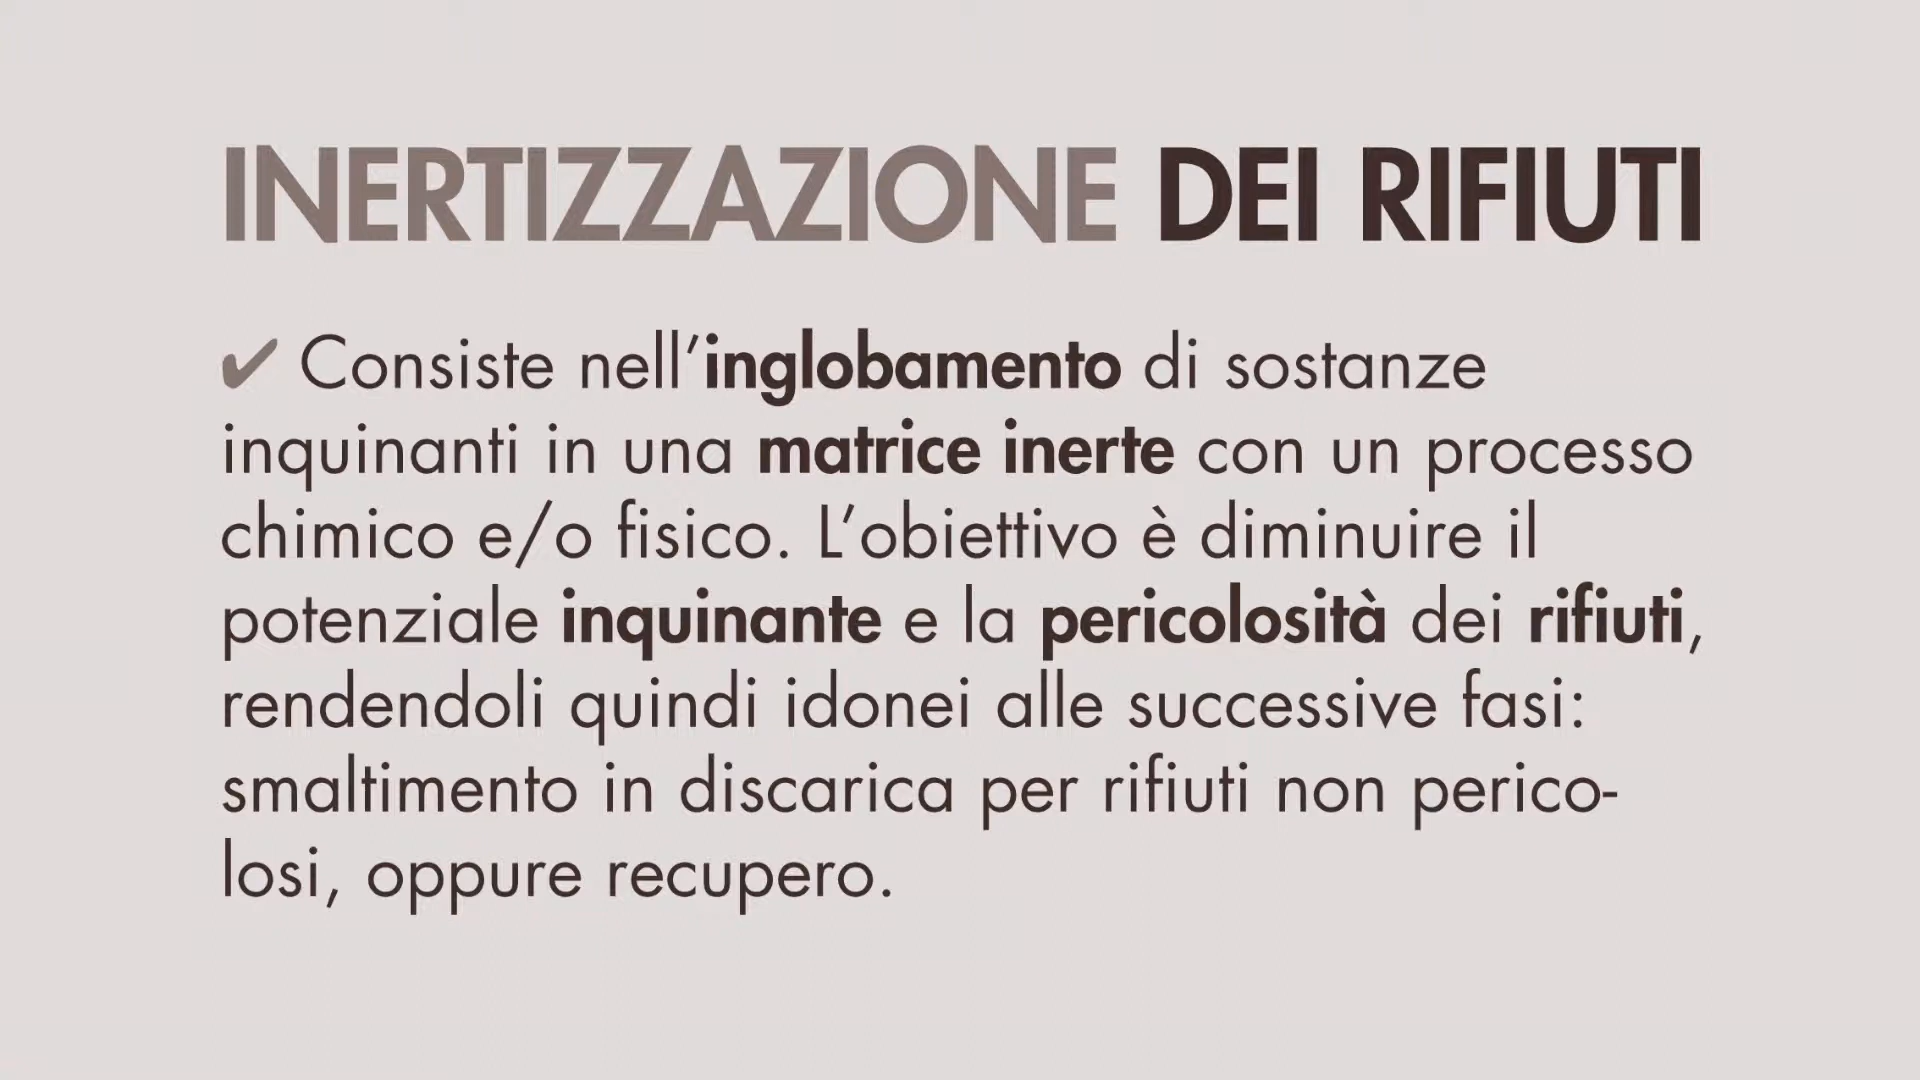 INERTIZZAZIONE DEI RIFIUTI
✔ Consiste nell’inglobamento di sostanze
inquinanti in una matrice inerte con un processo
chimico e/o fisico. L’obiettivo è diminuire il
potenziale inquinante e la pericolosità dei rifiuti,
rendendoli quindi idonei alle successive fasi:
smaltimento in discarica per rifiuti non perico-
losi, oppure recupero.